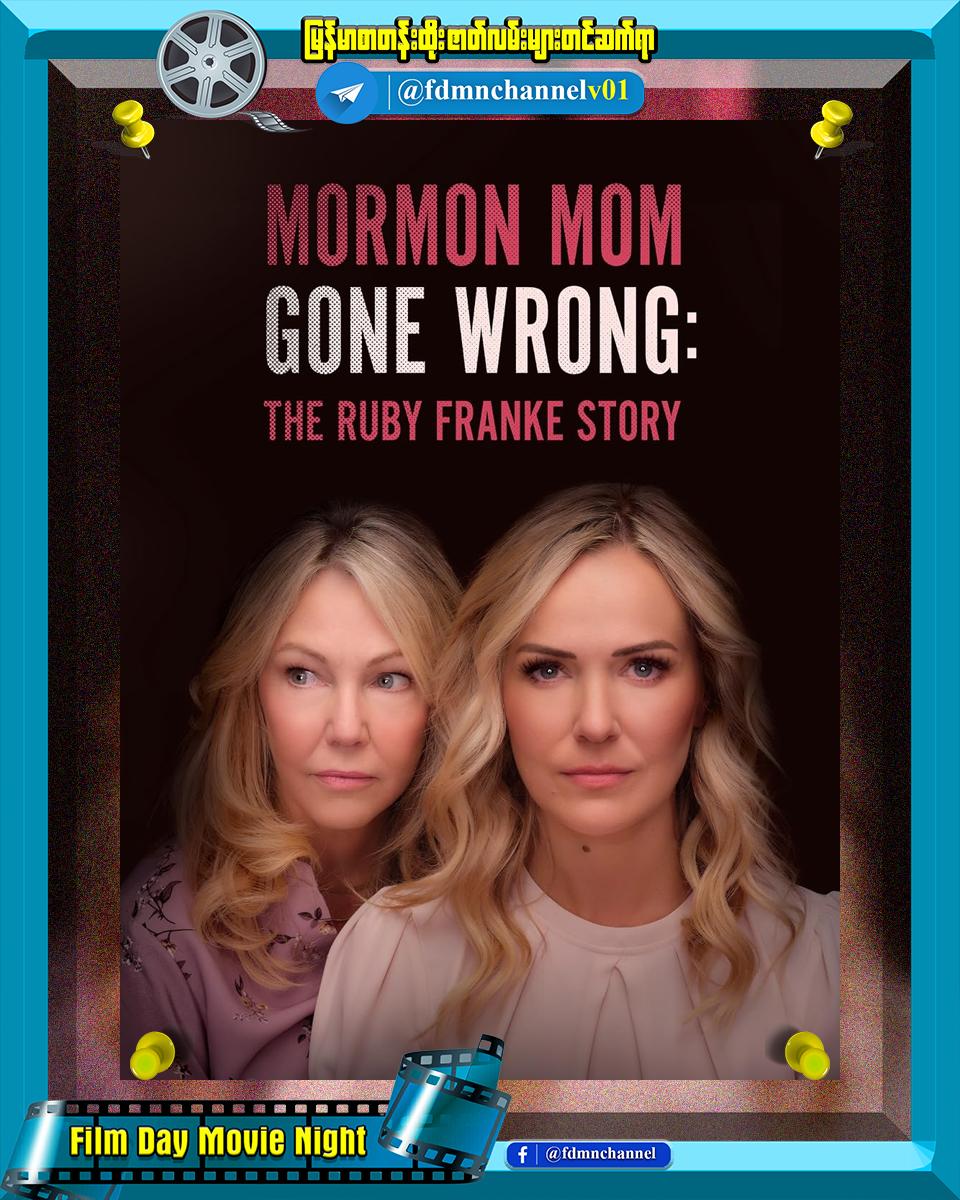 မြန်မာစာတန်းထိုးဇာတ်လမ်းများတင်ဆက်ရာ
@fdmnchannelv01
MORMON MOM
GONE WRONG:
THE RUBY FRANKE STORY
Film Day Movie Night
f @fdmnchannel